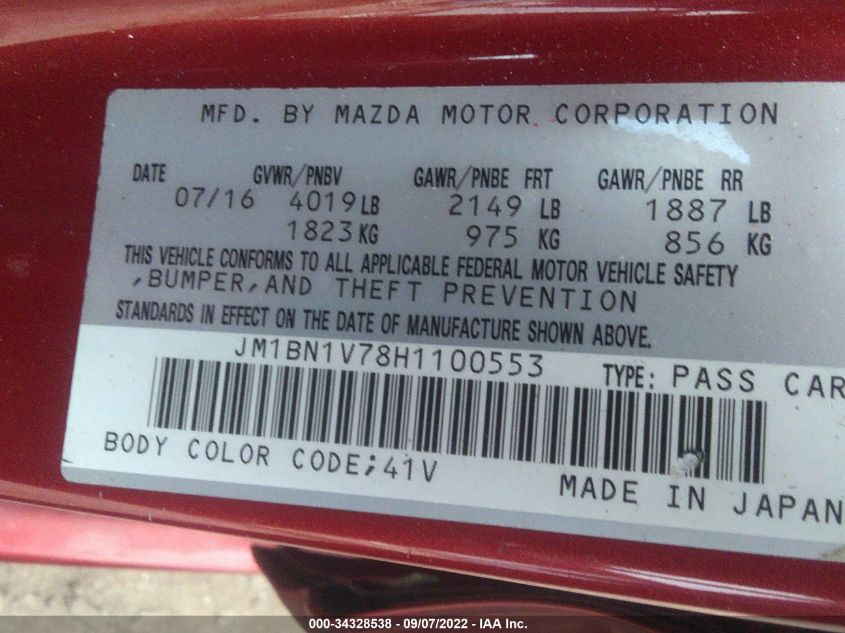 MFD. BY MAZDA MOTOR CORPORATION
DATE GVWR/PNBV GAWR/PNBE FRT GAWR/PNBE RR
07/16 4019 LB 2149 LB 1887 LB
1823 KG 975 KG 856 KG
THIS VEHICLE CONFORMS TO ALL APPLICABLE FEDERAL MOTOR VEHICLE SAFETY
,BUMPER,AND THEFT PREVENTION
STANDARDS IN EFFECT ON THE DATE OF MANUFACTURE SHOWN ABOVE.
JM1BN1V78H1100553 TYPE: PASS CAR
BODY COLOR CODE;41V
MADE IN JAPAN
000-34328538 - 09/07/2022 - IAA Inc.